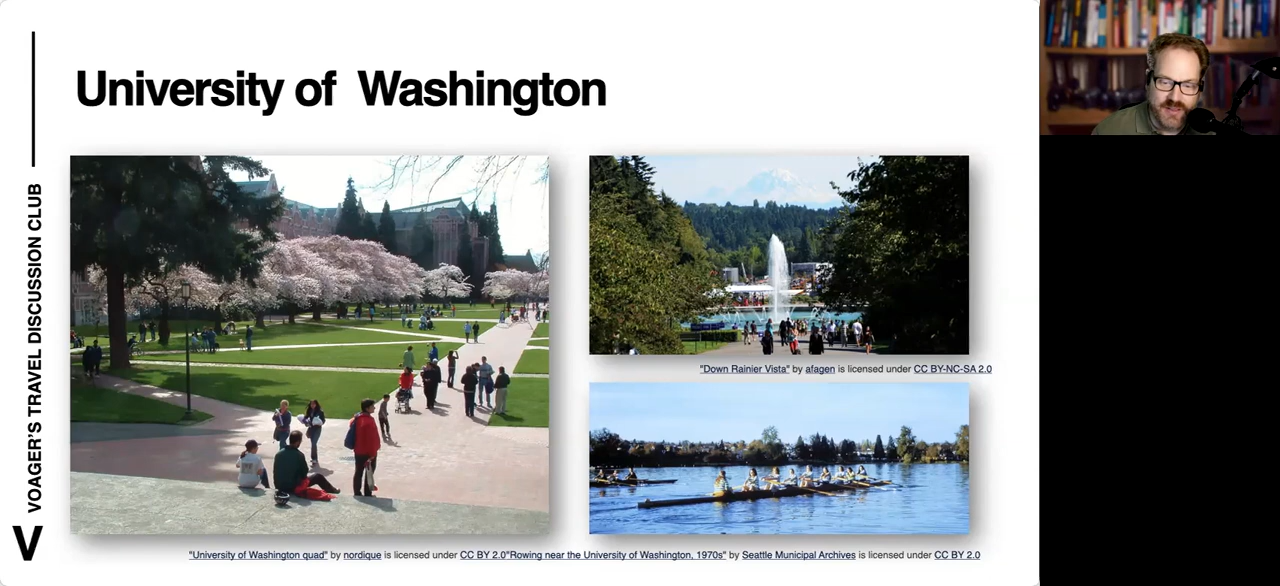 University of  Washington
VOAGER'S TRAVEL DISCUSSION CLUB
V
"Down Rainier Vista" by afagen is licensed under CC BY-NC-SA 2.0
"University of Washington quad" by nordique is licensed under CC BY 2.0"Rowing near the University of Washington, 1970s" by Seattle Municipal Archives is licensed under CC BY 2.0